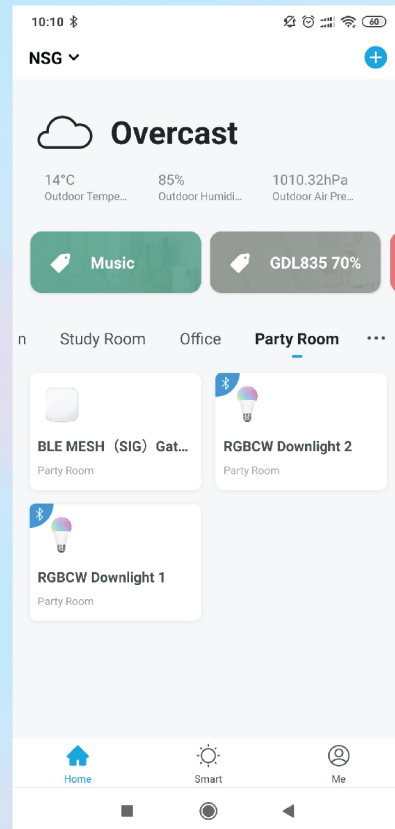 10:10
60
NSG
Overcast
14°C
85%
1010.32hPa
Outdoor Tempe...
Outdoor Humidi...
Outdoor Air Pre...
Music
GDL835 70%
n
Study Room
Office
Party Room
BLE MESH（SIG）Gat...
Party Room
RGBCW Downlight 2
Party Room
RGBCW Downlight 1
Party Room
Home
Smart
Me